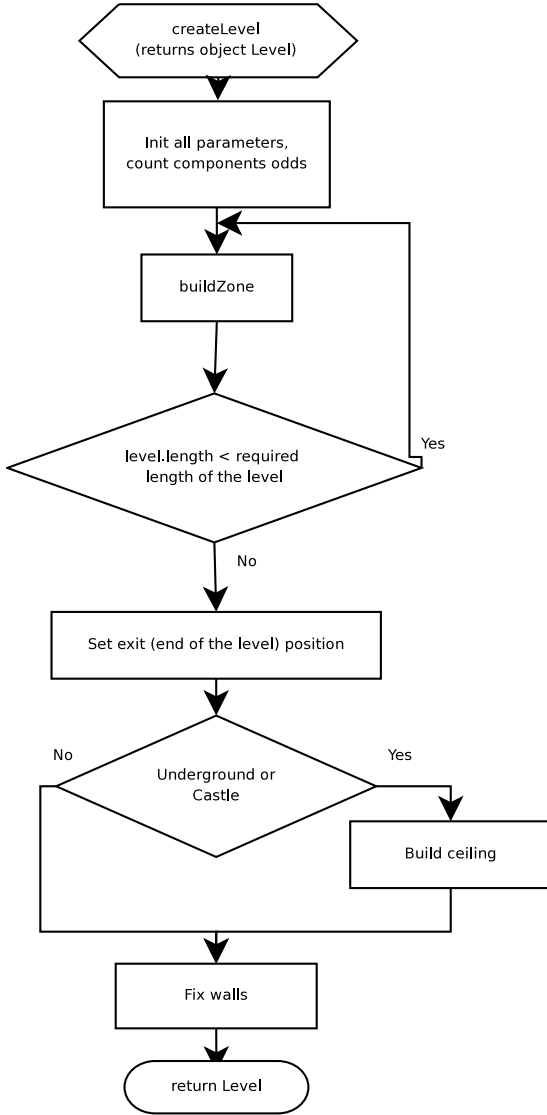 createLevel
(returns object Level)
Init all parameters,
count components odds
buildZone
level.length < required
length of the level
Yes
No
Set exit (end of the level) position
No
Underground or
Castle
Yes
Build ceiling
Fix walls
return Level